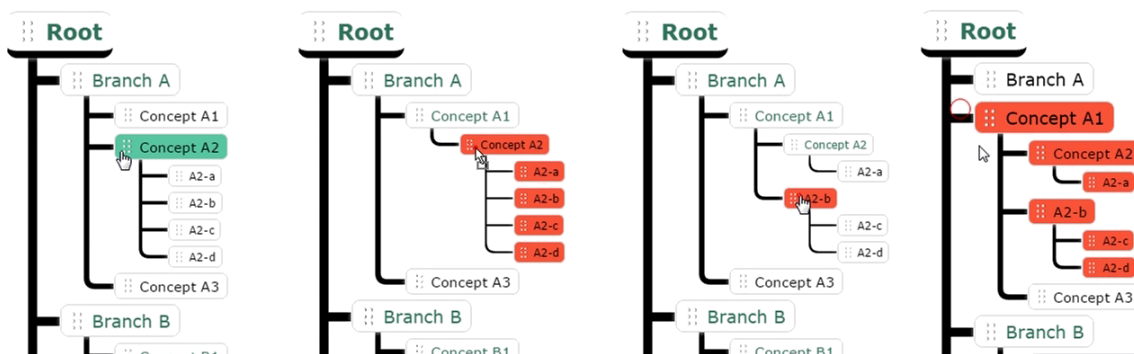 Root
Branch A
Concept A1
Concept A2
A2-a
A2-b
A2-c
A2-d
Concept A3
Branch B
Concept B1
Root
Branch A
Concept A1
Concept A2
A2-a
A2-b
A2-c
A2-d
Concept A3
Branch B
Concept B1
Root
Branch A
Concept A1
Concept A2
A2-a
A2-b
A2-c
A2-d
Concept A3
Branch B
Concept B1
Root
Branch A
Concept A1
Concept A2
A2-a
A2-b
A2-c
A2-d
Concept A3
Branch B